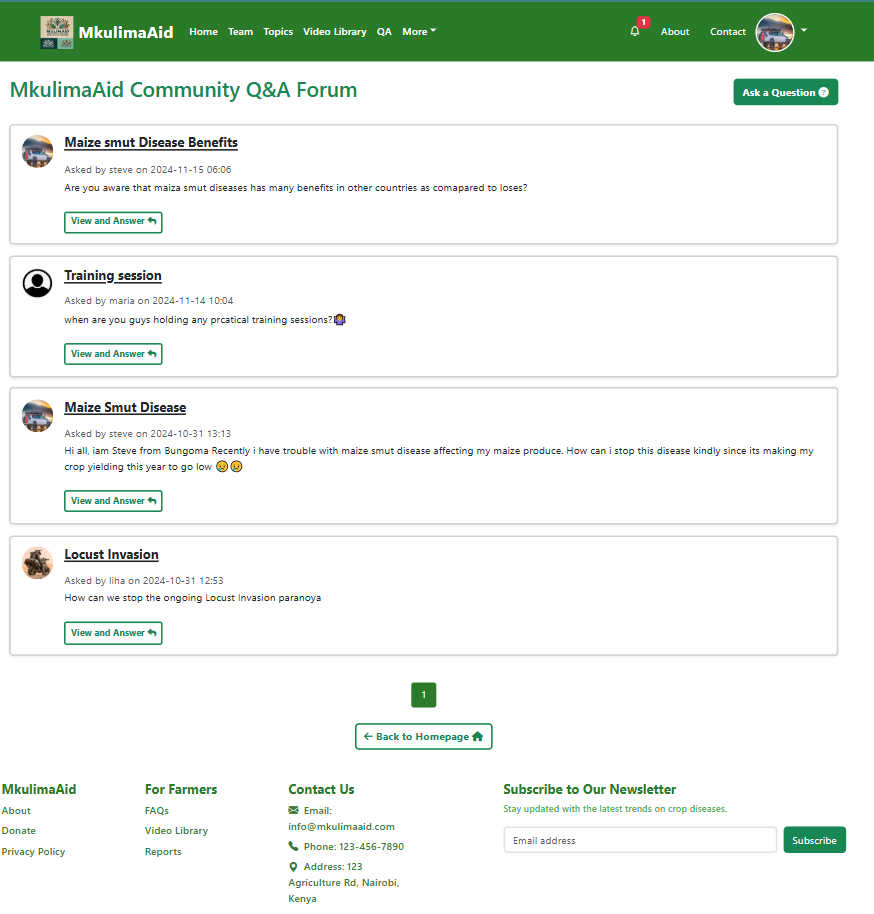 MkulimaAid Home Team Topics Video Library QA More 1 About Contact
MkulimaAid Community Q&A Forum
Ask a Question
Maize smut Disease Benefits
Asked by steve on 2024-11-15 06:06
Are you aware that maiza smut diseases has many benefits in other countries as comapared to loses?
View and Answer
Training session
Asked by maria on 2024-11-14 10:04
when are you guys holding any prcatical training sessions?🤷🏽‍♀️
View and Answer
Maize Smut Disease
Asked by steve on 2024-10-31 13:13
Hi all, iam Steve from Bungoma Recently i have trouble with maize smut disease affecting my maize produce. How can i stop this disease kindly since its making my
crop yielding this year to go low 😥😥
View and Answer
Locust Invasion
Asked by liha on 2024-10-31 12:53
How can we stop the ongoing Locust Invasion paranoya
View and Answer
1
← Back to Homepage
MkulimaAid
About
Donate
Privacy Policy
For Farmers
FAQs
Video Library
Reports
Contact Us
Email:
info@mkulimaaid.com
Phone: 123-456-7890
Address: 123
Agriculture Rd, Nairobi,
Kenya
Subscribe to Our Newsletter
Stay updated with the latest trends on crop diseases.
Email address
Subscribe